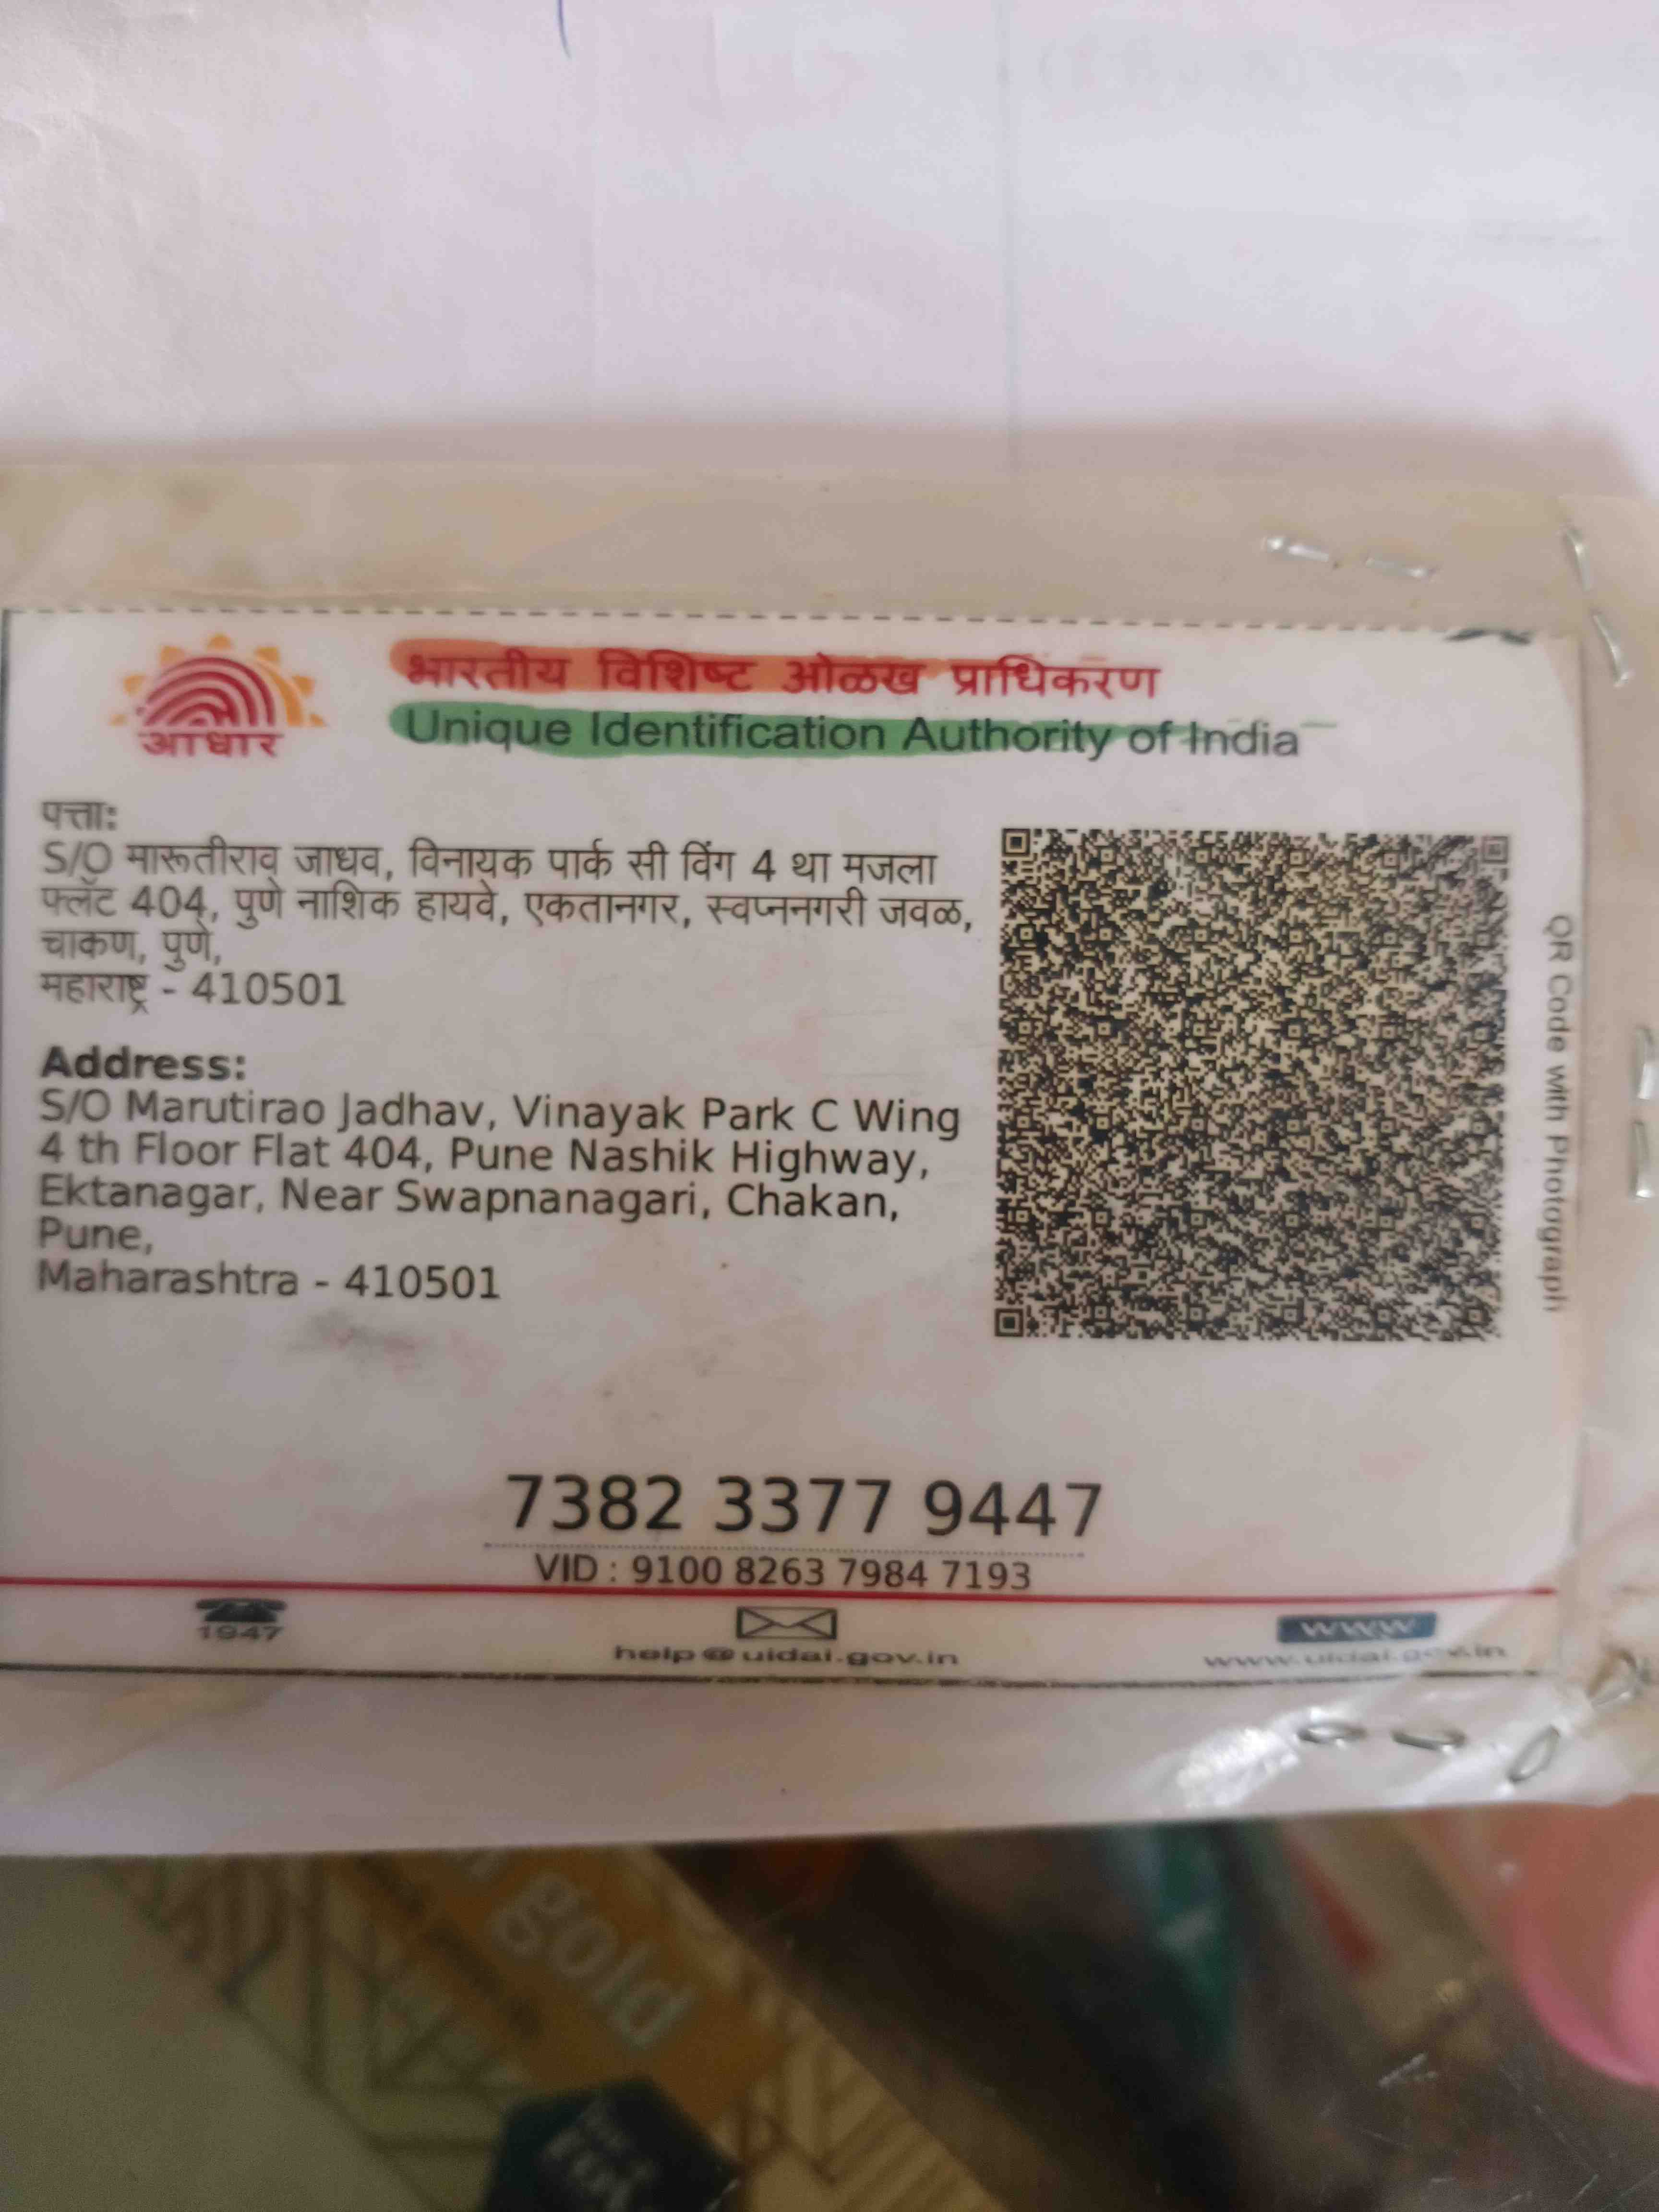 आधार
भारतीय विशिष्ट ओळख प्राधिकरण
Unique Identification Authority of India
पत्ता:
S/O मारूतीराव जाधव, विनायक पार्क सी विंग 4 था मजला
फ्लॅट 404, पुणे नाशिक हायवे, एकतानगर, स्वप्ननगरी जवळ,
चाकण, पुणे,
महाराष्ट्र - 410501
Address:
S/O Marutirao Jadhav, Vinayak Park C Wing
4 th Floor Flat 404, Pune Nashik Highway,
Ektanagar, Near Swapnanagari, Chakan,
Pune,
Maharashtra - 410501
QR Code with Photograph
7382 3377 9447
VID : 9100 8263 7984 7193
1947
help@uidai.gov.in
www
www.uidai.gov.in
gold